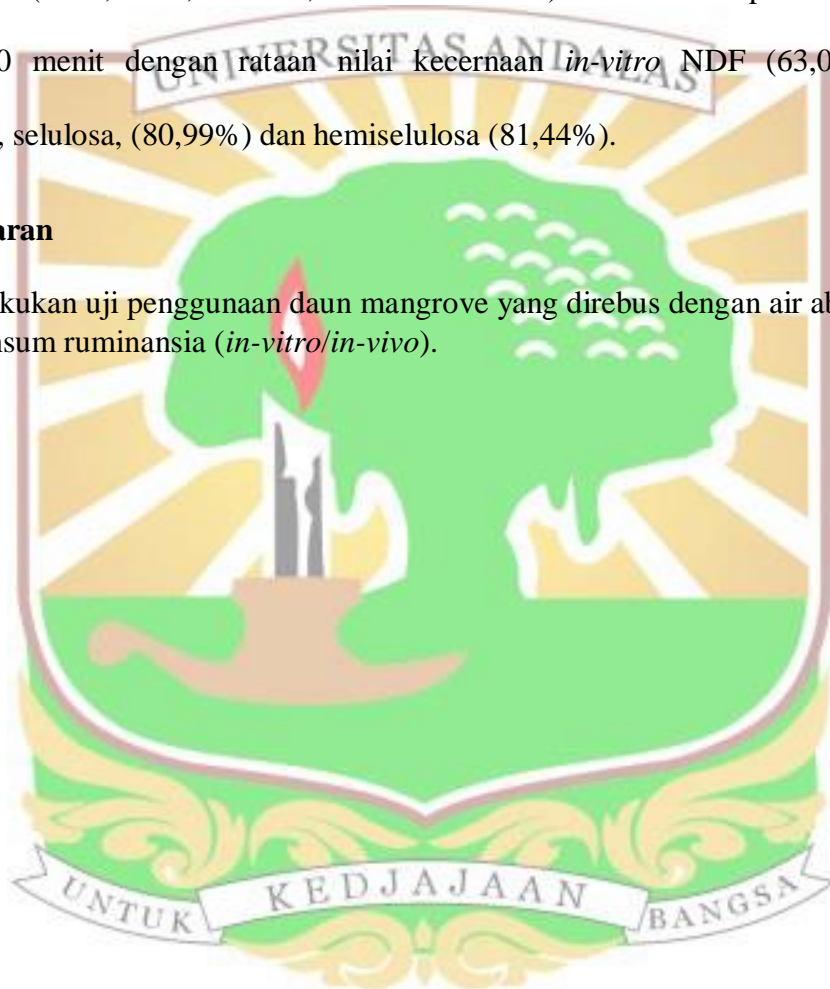 0 menit dengan rataan nilai kecernaan in-vitro NDF (63,0
, selulosa, (80,99%) dan hemiselulosa (81,44%).
aran
kukan uji penggunaan daun mangrove yang direbus dengan air ab
nsum ruminansia (in-vitro/in-vivo).
UNIVERSITAS ANDALAS
UNTUK KEDJAJAAN BANGSA